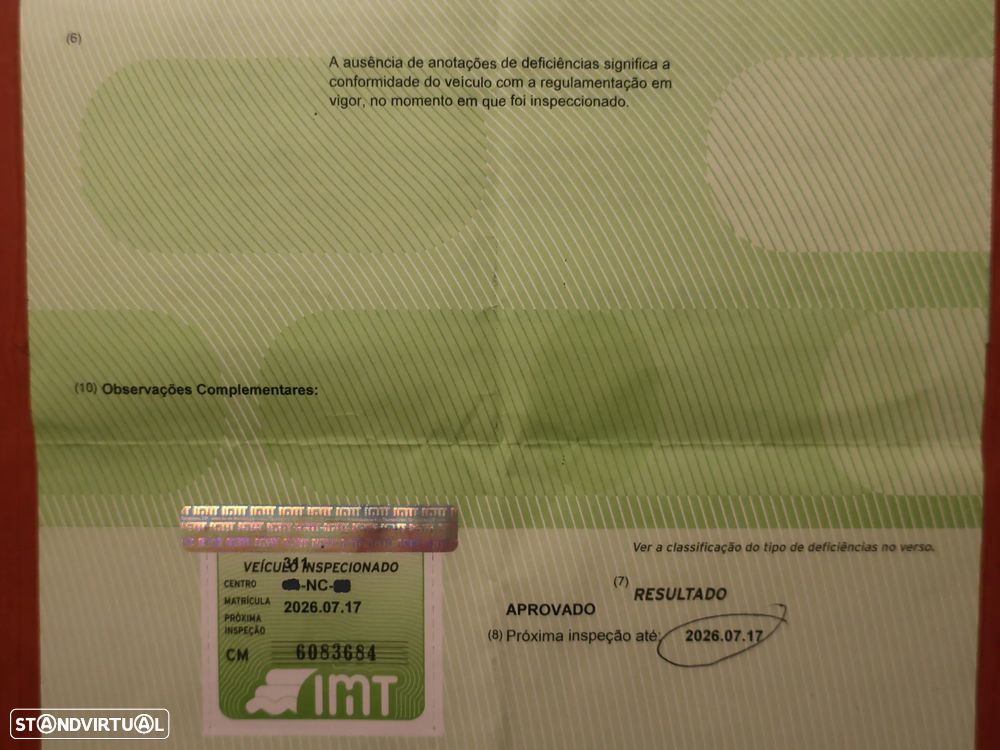 (6)
A ausência de anotações de deficiências significa a
conformidade do veículo com a regulamentação em
vigor, no momento em que foi inspeccionado.
(10) Observações Complementares:
Ver a classificação do tipo de deficiências no verso.
VEÍCULO INSPECIONADO
311
CENTRO
-NC-
MATRÍCULA
2026.07.17
PRÓXIMA
INSPEÇÃO
CM 6083684
IMT
(7) RESULTADO
APROVADO
(8) Próxima inspeção até: 2026.07.17
STANDVIRTUAL